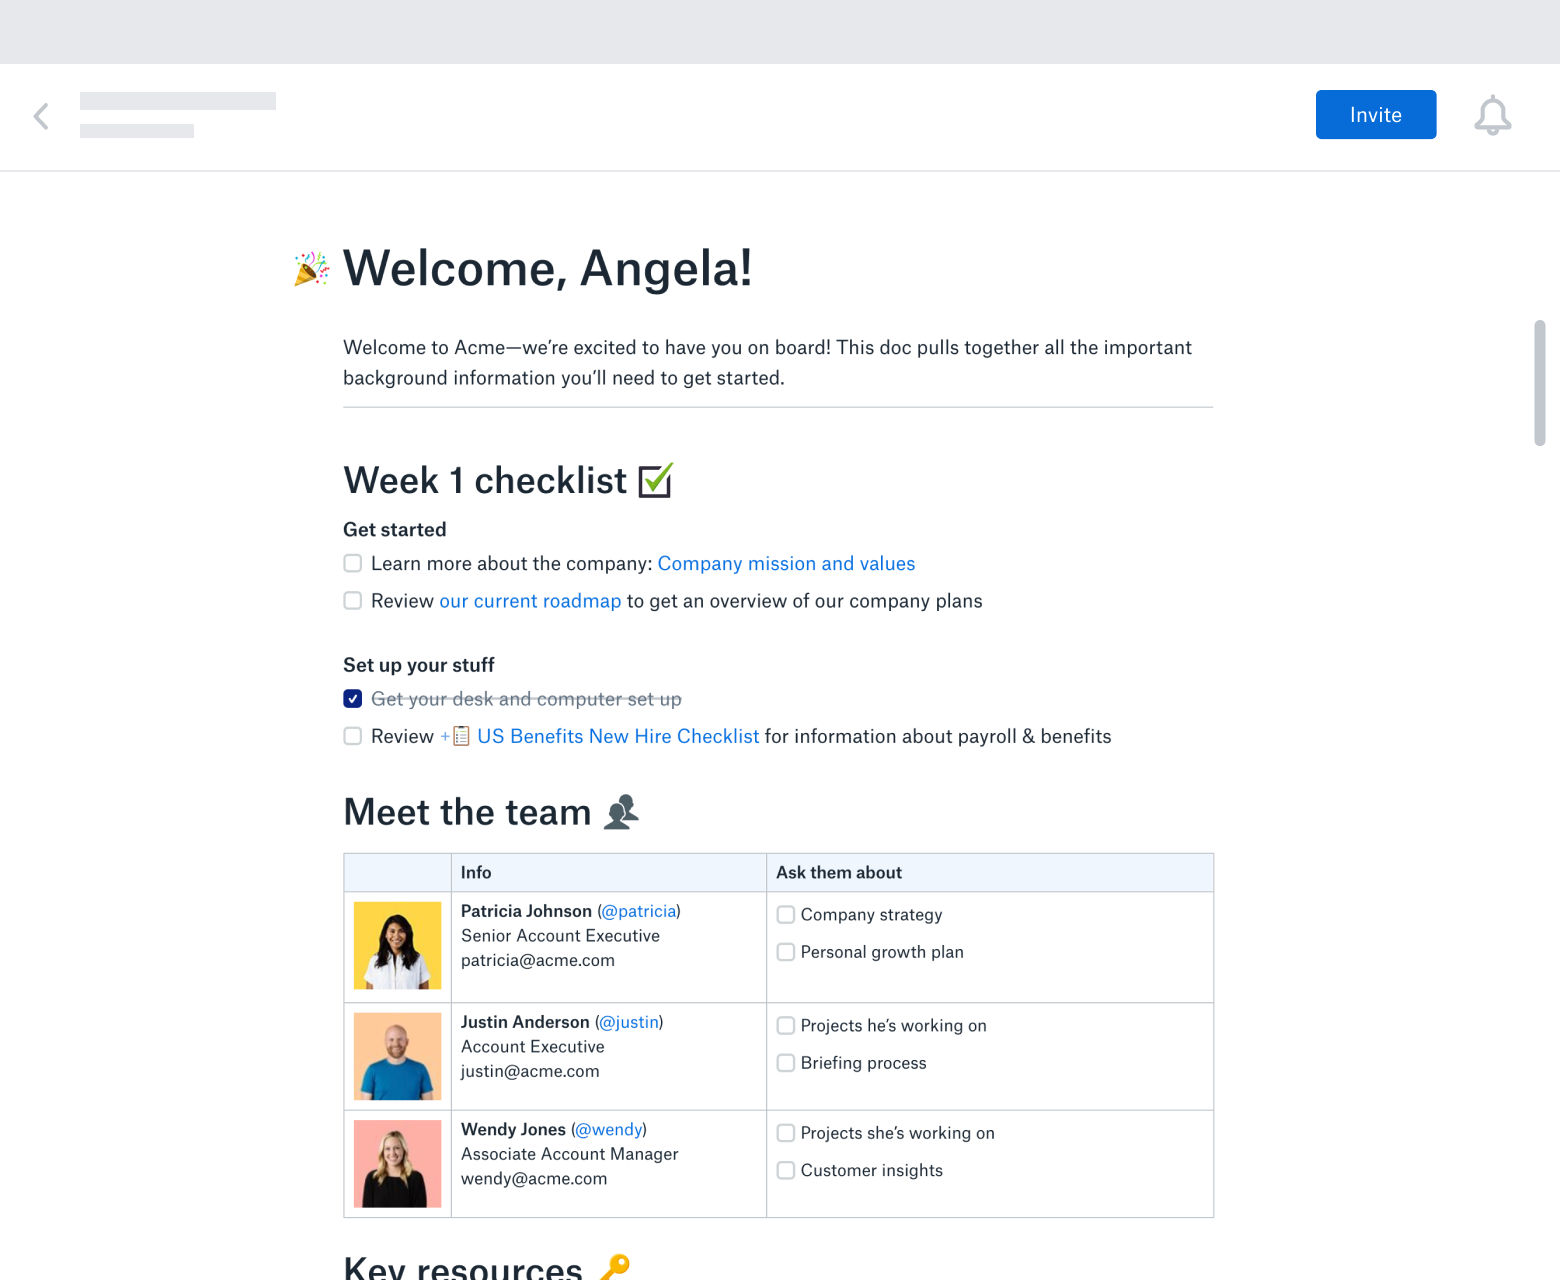 Invite
Welcome, Angela!
Welcome to Acme—we’re excited to have you on board! This doc pulls together all the important
background information you’ll need to get started.
Week 1 checklist
Get started
Learn more about the company: Company mission and values
Review our current roadmap to get an overview of our company plans
Set up your stuff
Get your desk and computer set up
Review +📋 US Benefits New Hire Checklist for information about payroll & benefits
Meet the team
Info
Ask them about
Patricia Johnson (@patricia)
Senior Account Executive
patricia@acme.com
Company strategy
Personal growth plan
Justin Anderson (@justin)
Account Executive
justin@acme.com
Projects he’s working on
Briefing process
Wendy Jones (@wendy)
Associate Account Manager
wendy@acme.com
Projects she’s working on
Customer insights
Key resources